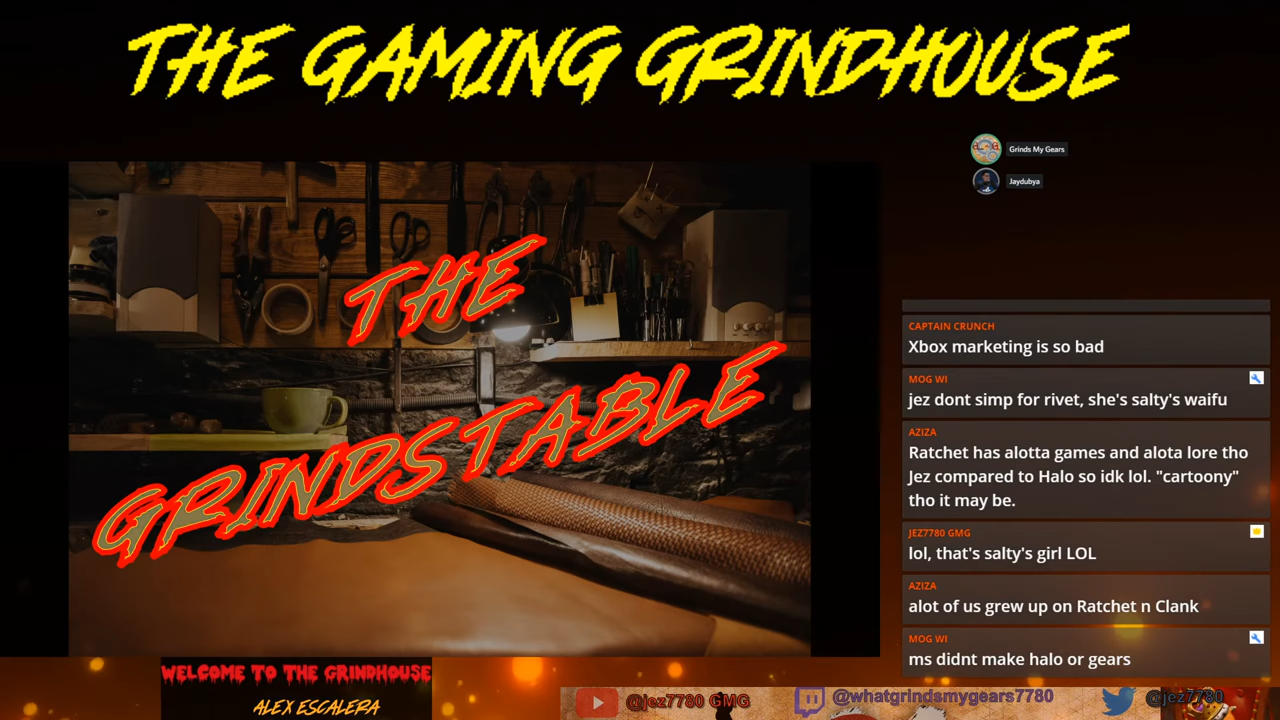 THE GAMING GRINDHOUSE
Grinds My Gears
Jaydubya
THE
GRINDSTABLE
CAPTAIN CRUNCH
Xbox marketing is so bad
MOG WI
jez dont simp for rivet, she's salty's waifu
AZIZA
Ratchet has alotta games and alota lore tho
Jez compared to Halo so idk lol. "cartoony"
tho it may be.
JEZ7780 GMG
lol, that's salty's girl LOL
AZIZA
alot of us grew up on Ratchet n Clank
MOG WI
ms didnt make halo or gears
WELCOME TO THE GRINDHOUSE
ALEX ESCALERA
@jez7780 GMG
@whatgrindsmygears7780
@jez7780